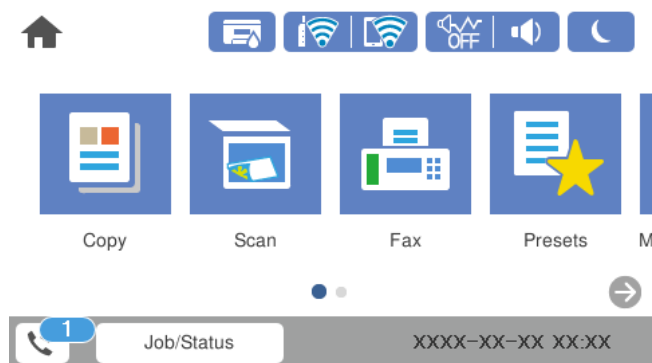 OFF
Copy
Scan
Fax
Presets
M
1
Job/Status
XXXX-XX-XX XX:XX